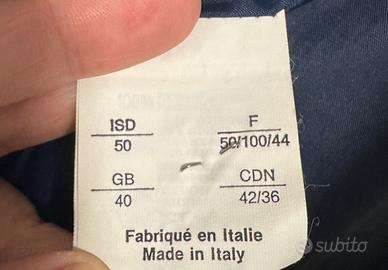 ISD F
50 50/100/44
GB CDN
40 42/36
Fabriqué en Italie
Made in Italy
subito